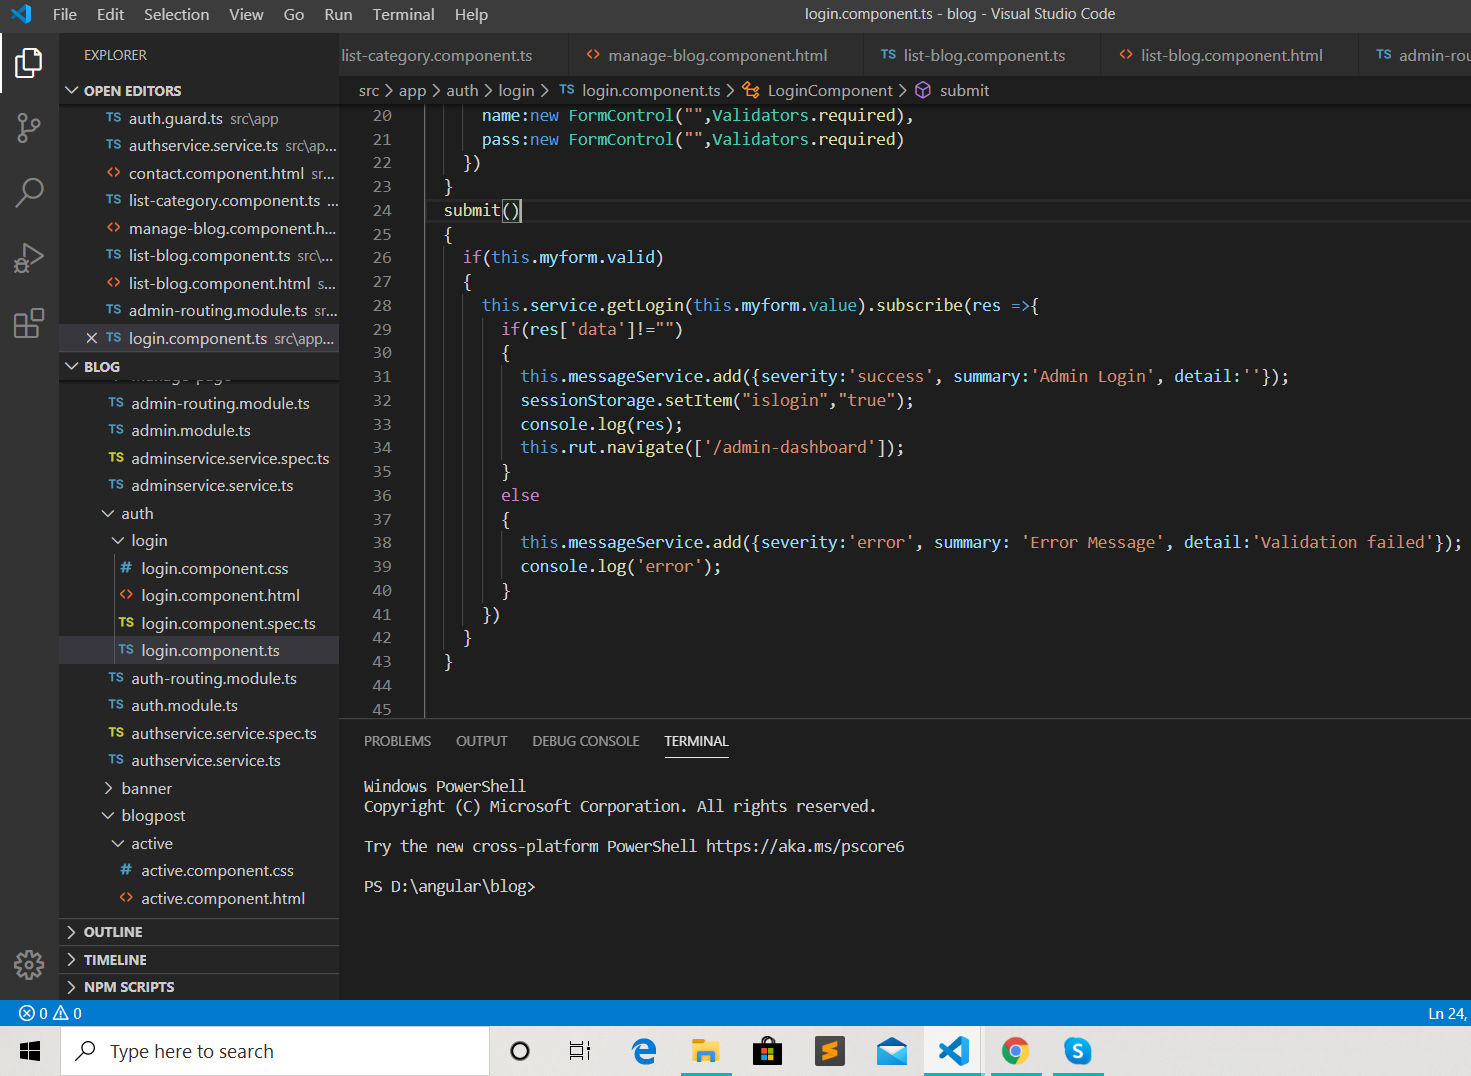 File Edit Selection View Go Run Terminal Help
login.component.ts - blog - Visual Studio Code
EXPLORER
OPEN EDITORS
TS auth.guard.ts src\app
TS authservice.service.ts src\ap...
<> contact.component.html sr...
TS list-category.component.ts ...
<> manage-blog.component.h...
TS list-blog.component.ts src\...
<> list-blog.component.html s...
TS admin-routing.module.ts sr...
TS login.component.ts src\app...
BLOG
manage-page
TS admin-routing.module.ts
TS admin.module.ts
TS adminservice.service.spec.ts
TS adminservice.service.ts
auth
login
# login.component.css
<> login.component.html
TS login.component.spec.ts
TS login.component.ts
TS auth-routing.module.ts
TS auth.module.ts
TS authservice.service.spec.ts
TS authservice.service.ts
banner
blogpost
active
# active.component.css
<> active.component.html
OUTLINE
TIMELINE
NPM SCRIPTS
list-category.component.ts <> manage-blog.component.html TS list-blog.component.ts <> list-blog.component.html TS admin-rou
src > app > auth > login > TS login.component.ts > LoginComponent > submit
20 name:new FormControl("",Validators.required),
21 pass:new FormControl("",Validators.required)
22 })
23 }
24 submit()
25 {
26 if(this.myform.valid)
27 {
28 this.service.getLogin(this.myform.value).subscribe(res =>{
29 if(res['data']!="")
30 {
31 this.messageService.add({severity:'success', summary:'Admin Login', detail:''});
32 sessionStorage.setItem("islogin","true");
33 console.log(res);
34 this.rut.navigate(['/admin-dashboard']);
35 }
36 else
37 {
38 this.messageService.add({severity:'error', summary: 'Error Message', detail:'Validation failed'});
39 console.log('error');
40 }
41 })
42 }
43 }
44
45
PROBLEMS OUTPUT DEBUG CONSOLE TERMINAL
Windows PowerShell
Copyright (C) Microsoft Corporation. All rights reserved.
Try the new cross-platform PowerShell https://aka.ms/pscore6
PS D:\angular\blog>
0 0
Ln 24,
Type here to search